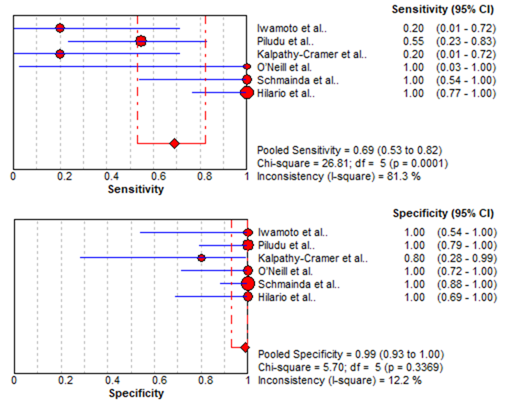 Sensitivity (95% CI)
Iwamoto et al.. 0.20 (0.01 - 0.72)
Piludu et al.. 0.55 (0.23 - 0.83)
Kalpathy-Cramer et al.. 0.20 (0.01 - 0.72)
O'Neill et al. 1.00 (0.03 - 1.00)
Schmainda et al.. 1.00 (0.54 - 1.00)
Hilario et al.. 1.00 (0.77 - 1.00)
Pooled Sensitivity = 0.69 (0.53 to 0.82)
Chi-square = 26.81; df = 5 (p = 0.0001)
Inconsistency (I-square) = 81.3 %
0 0.2 0.4 0.6 0.8 1
Sensitivity
Specificity (95% CI)
Iwamoto et al.. 1.00 (0.54 - 1.00)
Piludu et al.. 1.00 (0.79 - 1.00)
Kalpathy-Cramer et al.. 0.80 (0.28 - 0.99)
O'Neill et al. 1.00 (0.72 - 1.00)
Schmainda et al.. 1.00 (0.88 - 1.00)
Hilario et al.. 1.00 (0.69 - 1.00)
Pooled Specificity = 0.99 (0.93 to 1.00)
Chi-square = 5.70; df = 5 (p = 0.3369)
Inconsistency (I-square) = 12.2 %
0 0.2 0.4 0.6 0.8 1
Specificity